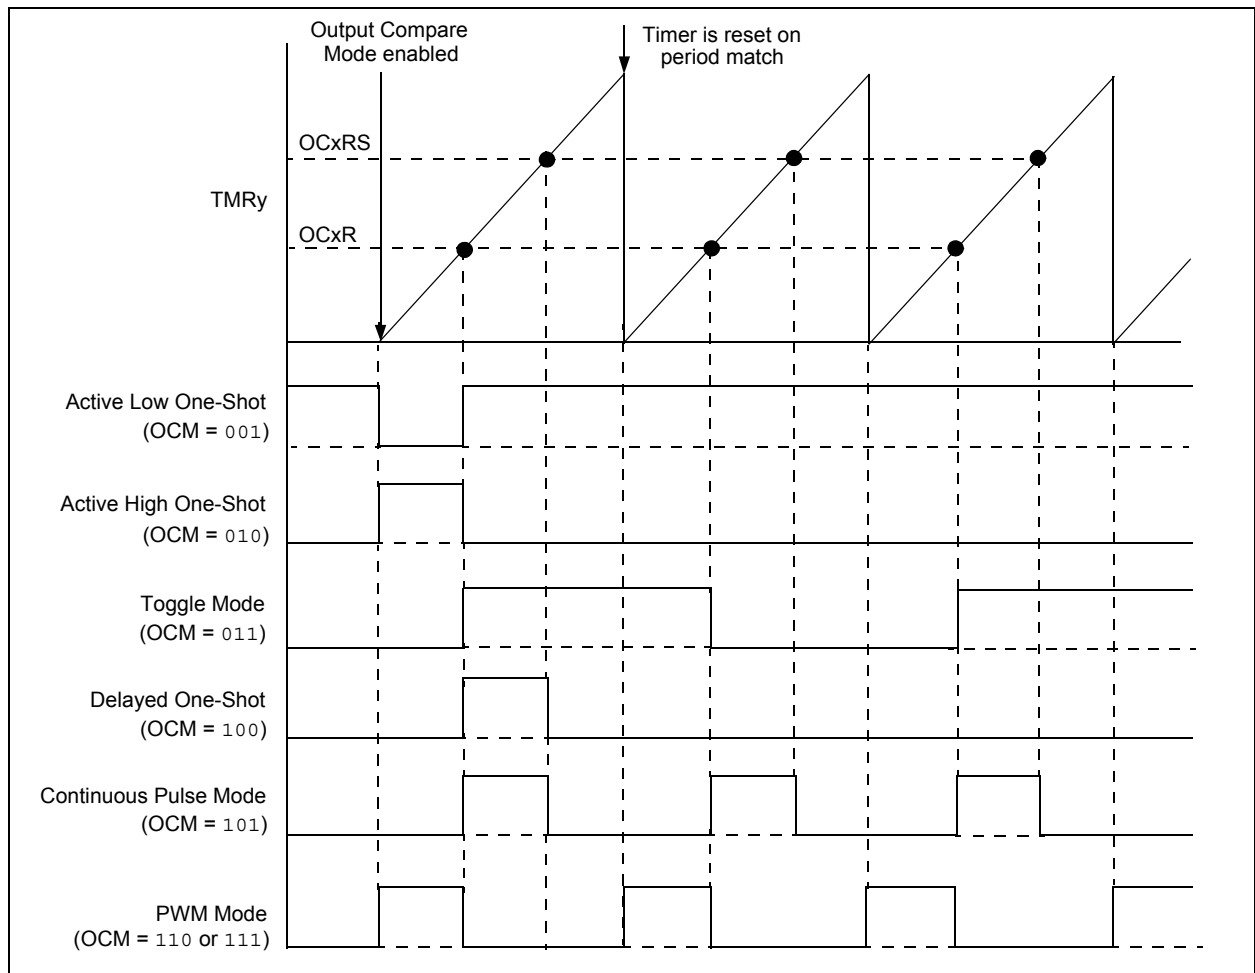 Output Compare
Mode enabled
Timer is reset on
period match
OCxRS
TMRy
OCxR
Active Low One-Shot
(OCM = 001)
Active High One-Shot
(OCM = 010)
Toggle Mode
(OCM = 011)
Delayed One-Shot
(OCM = 100)
Continuous Pulse Mode
(OCM = 101)
PWM Mode
(OCM = 110 or 111)